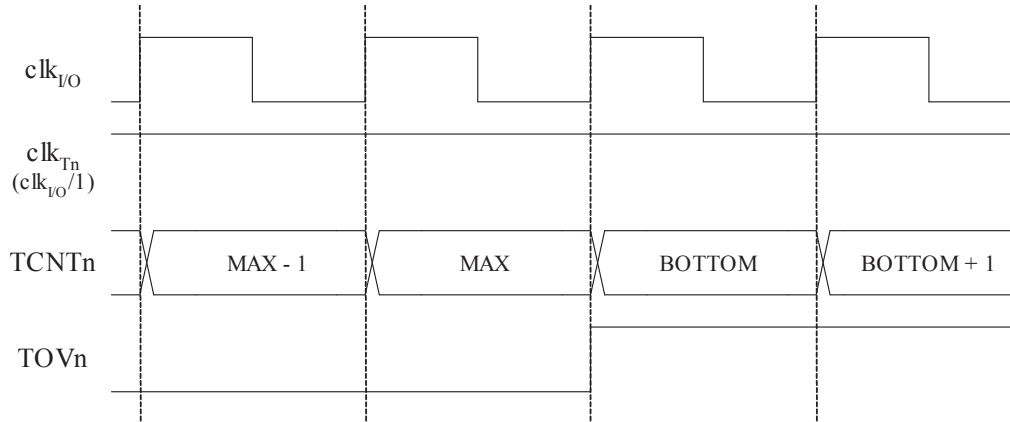 clkI/O
clkTn
(clkI/O/1)
TCNTn MAX - 1 MAX BOTTOM BOTTOM + 1
TOVn